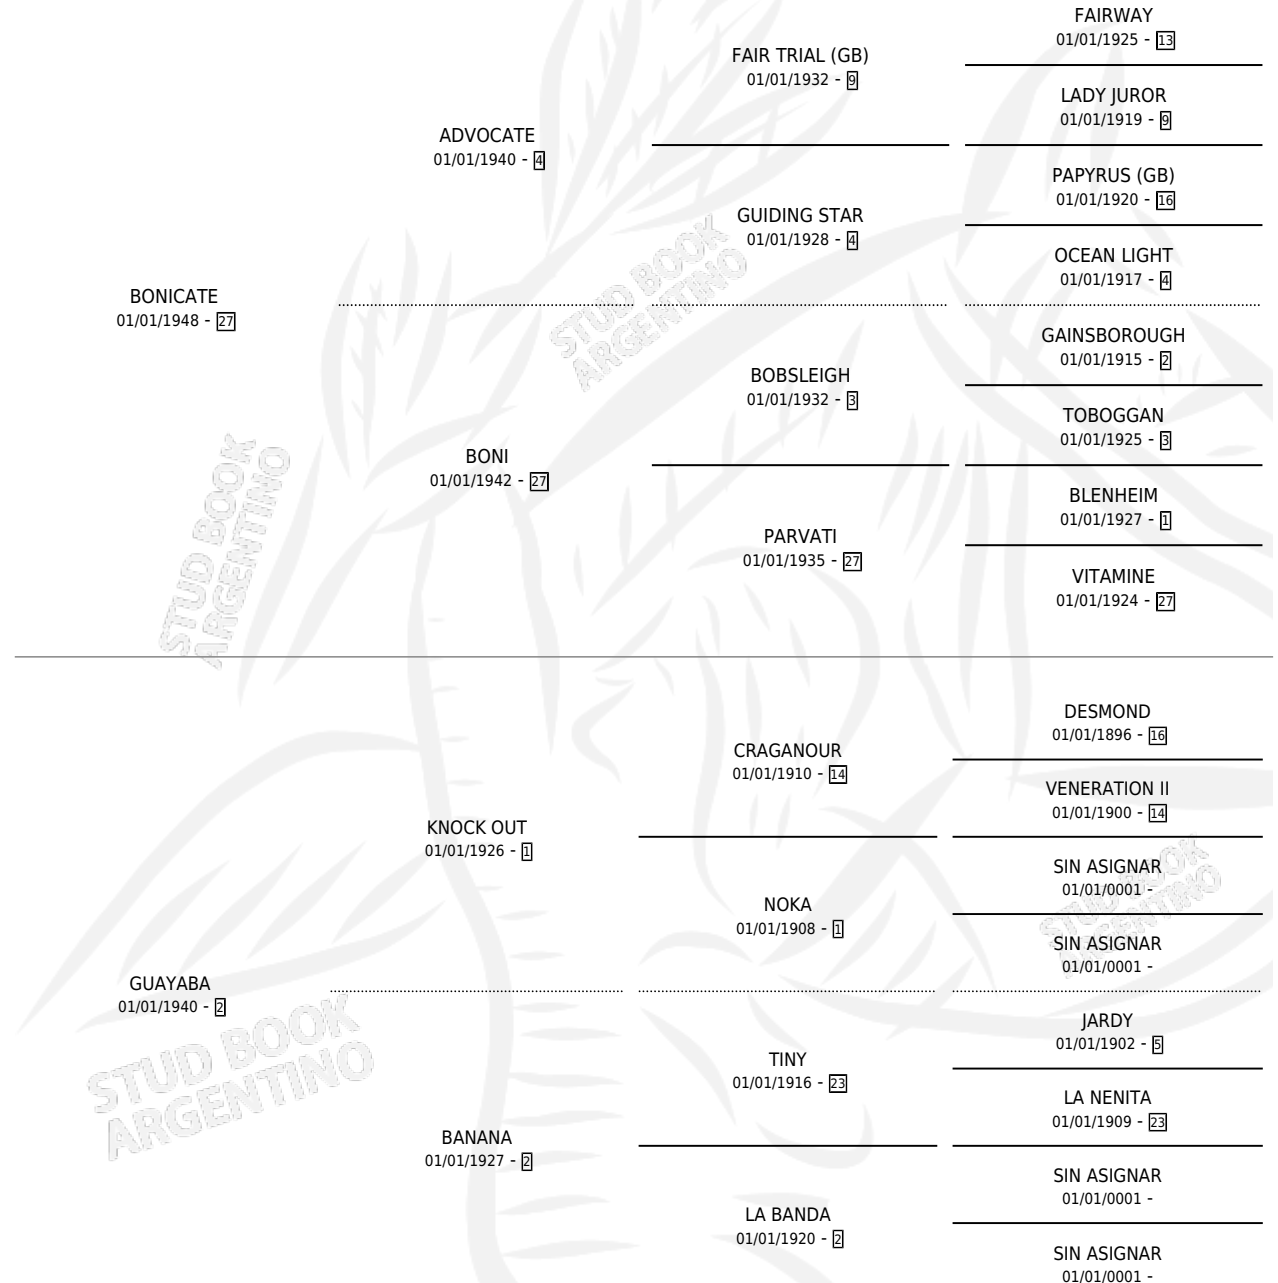 FAIRWAY
01/01/1925 - 13
FAIR TRIAL (GB)
01/01/1932 - 9
LADY JUROR
01/01/1919 - 9
ADVOCATE
01/01/1940 - 4
PAPYRUS (GB)
01/01/1920 - 16
GUIDING STAR
01/01/1928 - 4
OCEAN LIGHT
01/01/1917 - 4
BONICATE
01/01/1948 - 27
GAINSBOROUGH
01/01/1915 - 2
BOBSLEIGH
01/01/1932 - 3
TOBOGGAN
01/01/1925 - 3
BONI
01/01/1942 - 27
BLENHEIM
01/01/1927 - 1
PARVATI
01/01/1935 - 27
VITAMINE
01/01/1924 - 27
DESMOND
01/01/1896 - 16
CRAGANOUR
01/01/1910 - 14
VENERATION II
01/01/1900 - 14
KNOCK OUT
01/01/1926 - 1
SIN ASIGNAR
01/01/0001 -
NOKA
01/01/1908 - 1
SIN ASIGNAR
01/01/0001 -
GUAYABA
01/01/1940 - 2
JARDY
01/01/1902 - 5
TINY
01/01/1916 - 23
LA NENITA
01/01/1909 - 23
BANANA
01/01/1927 - 2
SIN ASIGNAR
01/01/0001 -
LA BANDA
01/01/1920 - 2
SIN ASIGNAR
01/01/0001 -
STUD BOOK
ARGENTINO
STUD BOOK
ARGENTINO
STUD BOOK
ARGENTINO
STUD BOOK
ARGENTINO